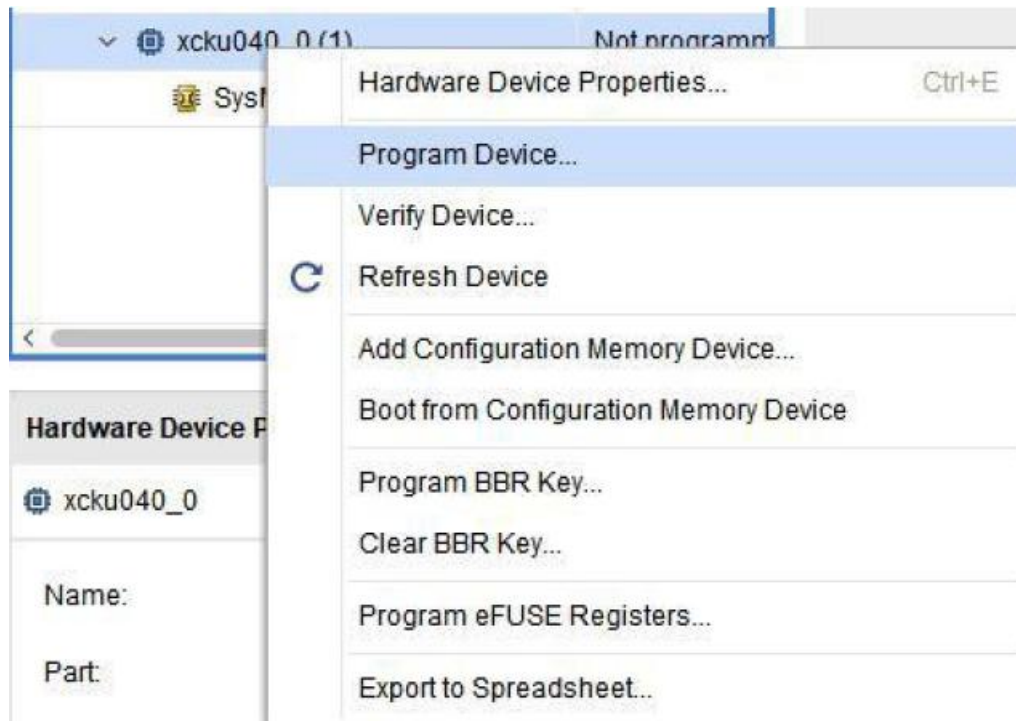 xcku040_0 (1) Not programm
SysM
Hardware Device Properties... Ctrl+E
Program Device...
Verify Device...
Refresh Device
Add Configuration Memory Device...
Boot from Configuration Memory Device
Hardware Device P
Program BBR Key...
xcku040_0
Clear BBR Key...
Name:
Program eFUSE Registers...
Part:
Export to Spreadsheet...